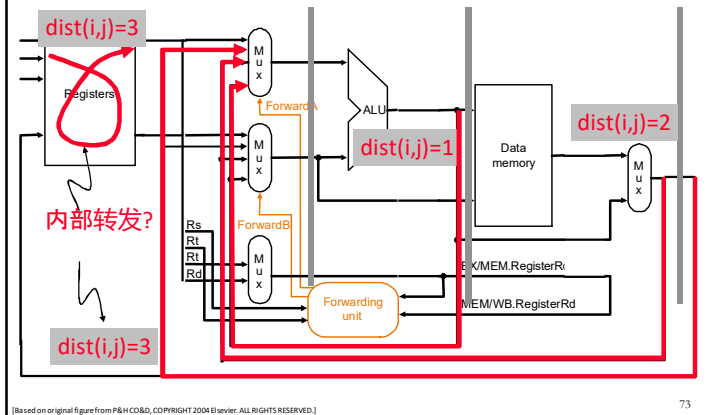 dist(i,j)=3
73
M
u
x
Registers
ForwardA
ALU
dist(i,j)=2
dist(i,j)=1
M
u
x
Data
memory
M
u
x
内部转发?
ForwardB
Rs
Rt
Rt
Rd
M
u
x
EX/MEM.RegisterRd
Forwarding
unit
MEM/WB.RegisterRd
dist(i,j)=3
[Based on original figure from P&H CO&D, COPYRIGHT 2004 Elsevier. ALL RIGHTS RESERVED.]
73